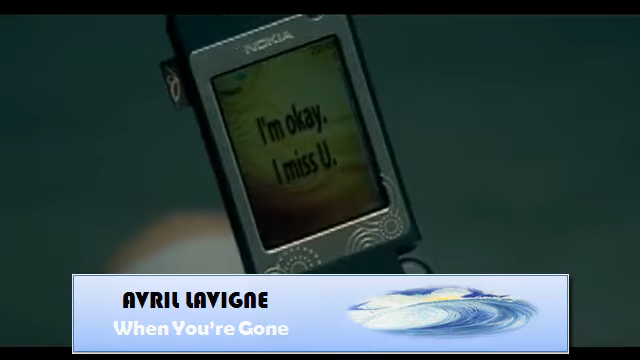 NOKIA
I'm okay.
I miss U.
AVRIL LAVIGNE
When You're Gone